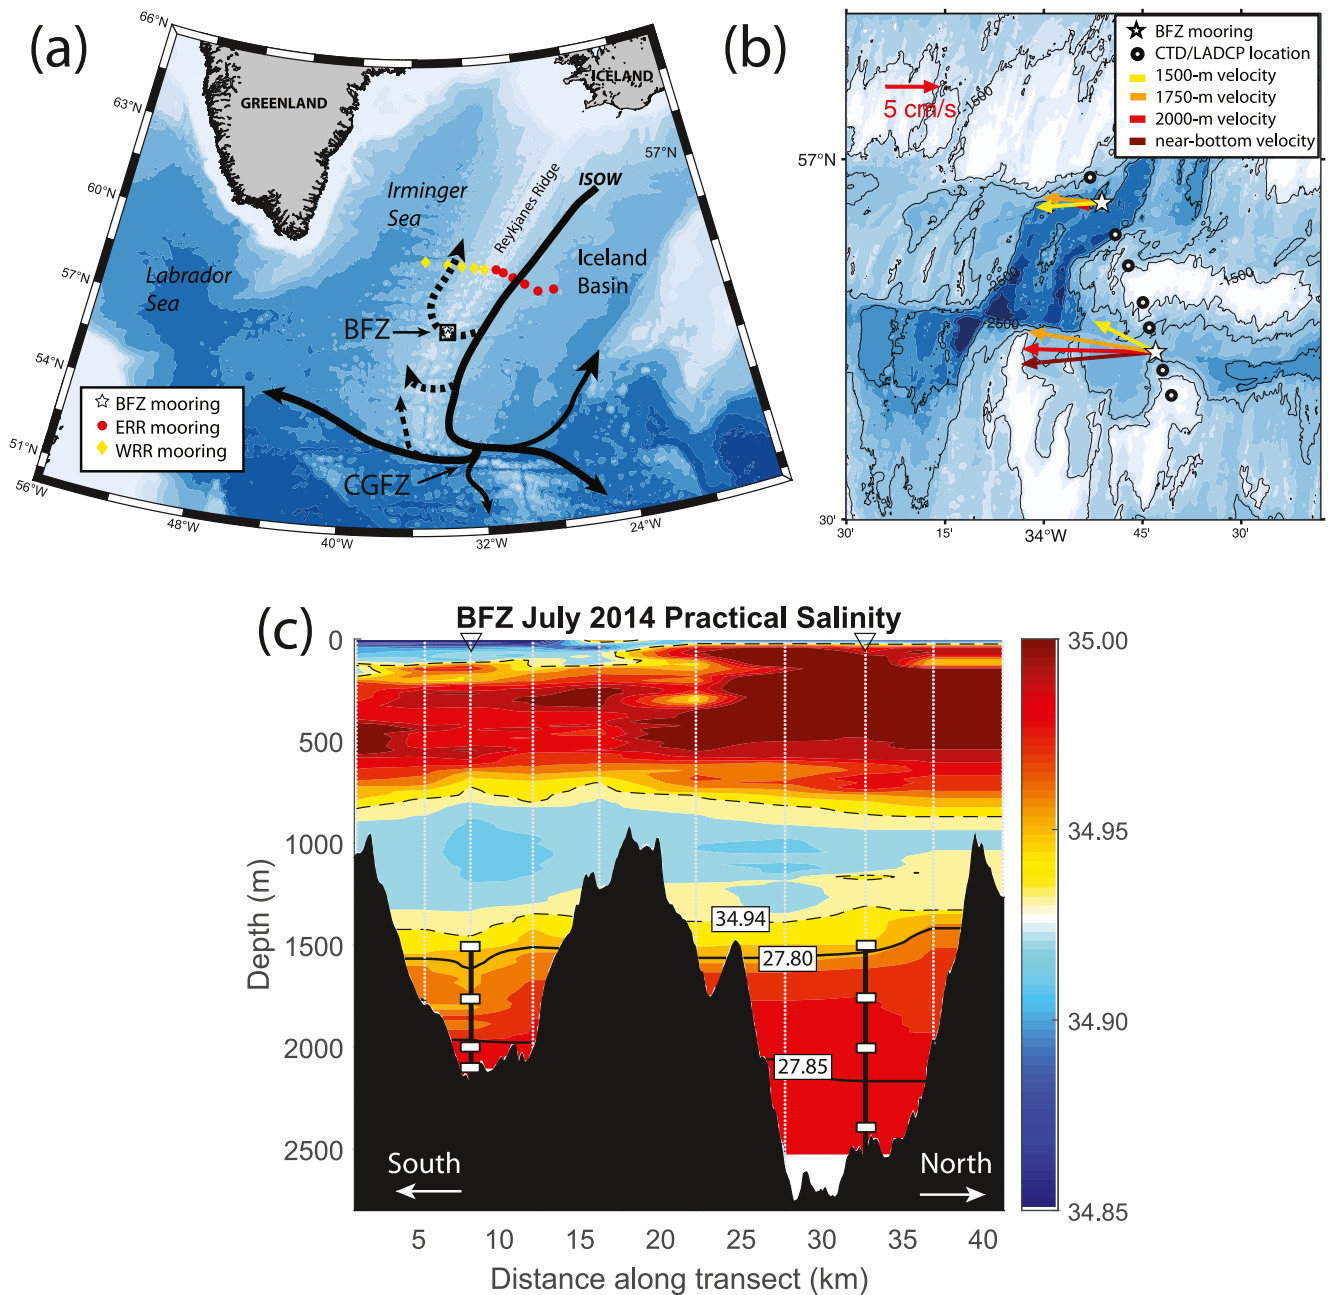 (a)
66°N
63°N
60°N
57°N
54°N
51°N
56°W
48°W
40°W
32°W
24°W
57°N
GREENLAND
ICELAND
Irminger
Sea
Reykjanes Ridge
ISOW
Labrador
Sea
Iceland
Basin
BFZ
CGFZ
BFZ mooring
ERR mooring
WRR mooring
(b)
BFZ mooring
CTD/LADCP location
1500-m velocity
1750-m velocity
2000-m velocity
near-bottom velocity
5 cm/s
1500
1500
2500
2500
57°N
30'
30'
15'
34°W
45'
30'
(c)
BFZ July 2014 Practical Salinity
0
500
1000
1500
2000
2500
Depth (m)
34.94
27.80
27.85
South
North
5
10
15
20
25
30
35
40
Distance along transect (km)
35.00
34.95
34.90
34.85